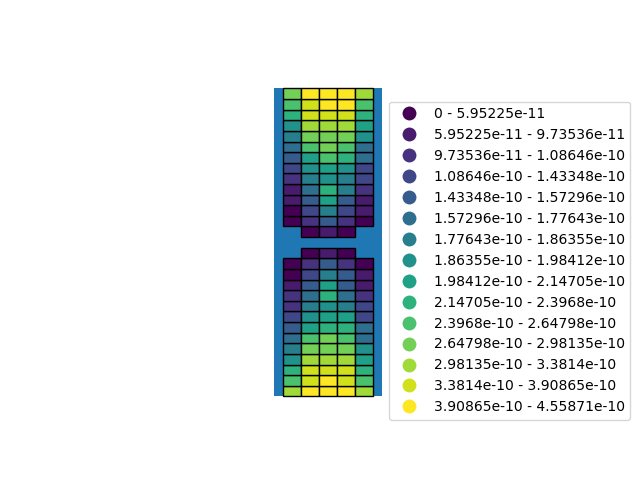 0 - 5.95225e-11
5.95225e-11 - 9.73536e-11
9.73536e-11 - 1.08646e-10
1.08646e-10 - 1.43348e-10
1.43348e-10 - 1.57296e-10
1.57296e-10 - 1.77643e-10
1.77643e-10 - 1.86355e-10
1.86355e-10 - 1.98412e-10
1.98412e-10 - 2.14705e-10
2.14705e-10 - 2.3968e-10
2.3968e-10 - 2.64798e-10
2.64798e-10 - 2.98135e-10
2.98135e-10 - 3.3814e-10
3.3814e-10 - 3.90865e-10
3.90865e-10 - 4.55871e-10